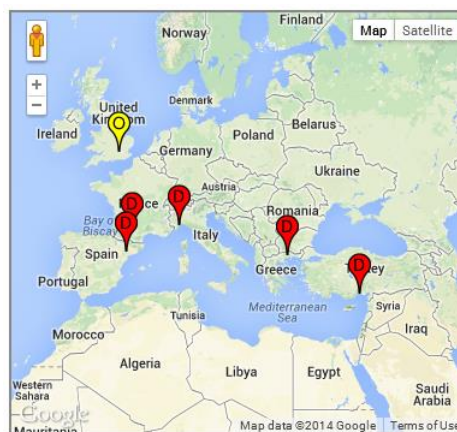 Finland
Norway
Map Satellite
+
−
United
Kingdom
Denmark
O
Ireland
Belarus
Poland
Germany
Ukraine
Austria
D
D
France
Romania
D
D
Bay of
Biscay
Italy
D
Spain
Greece
Turkey
Portugal
Syria
Mediterranean
Sea
Tunisia
Iraq
Morocco
Algeria
Libya
Egypt
Western
Sahara
Saudi
Arabia
Google
Mauritania
Map data ©2014 Google Terms of Use